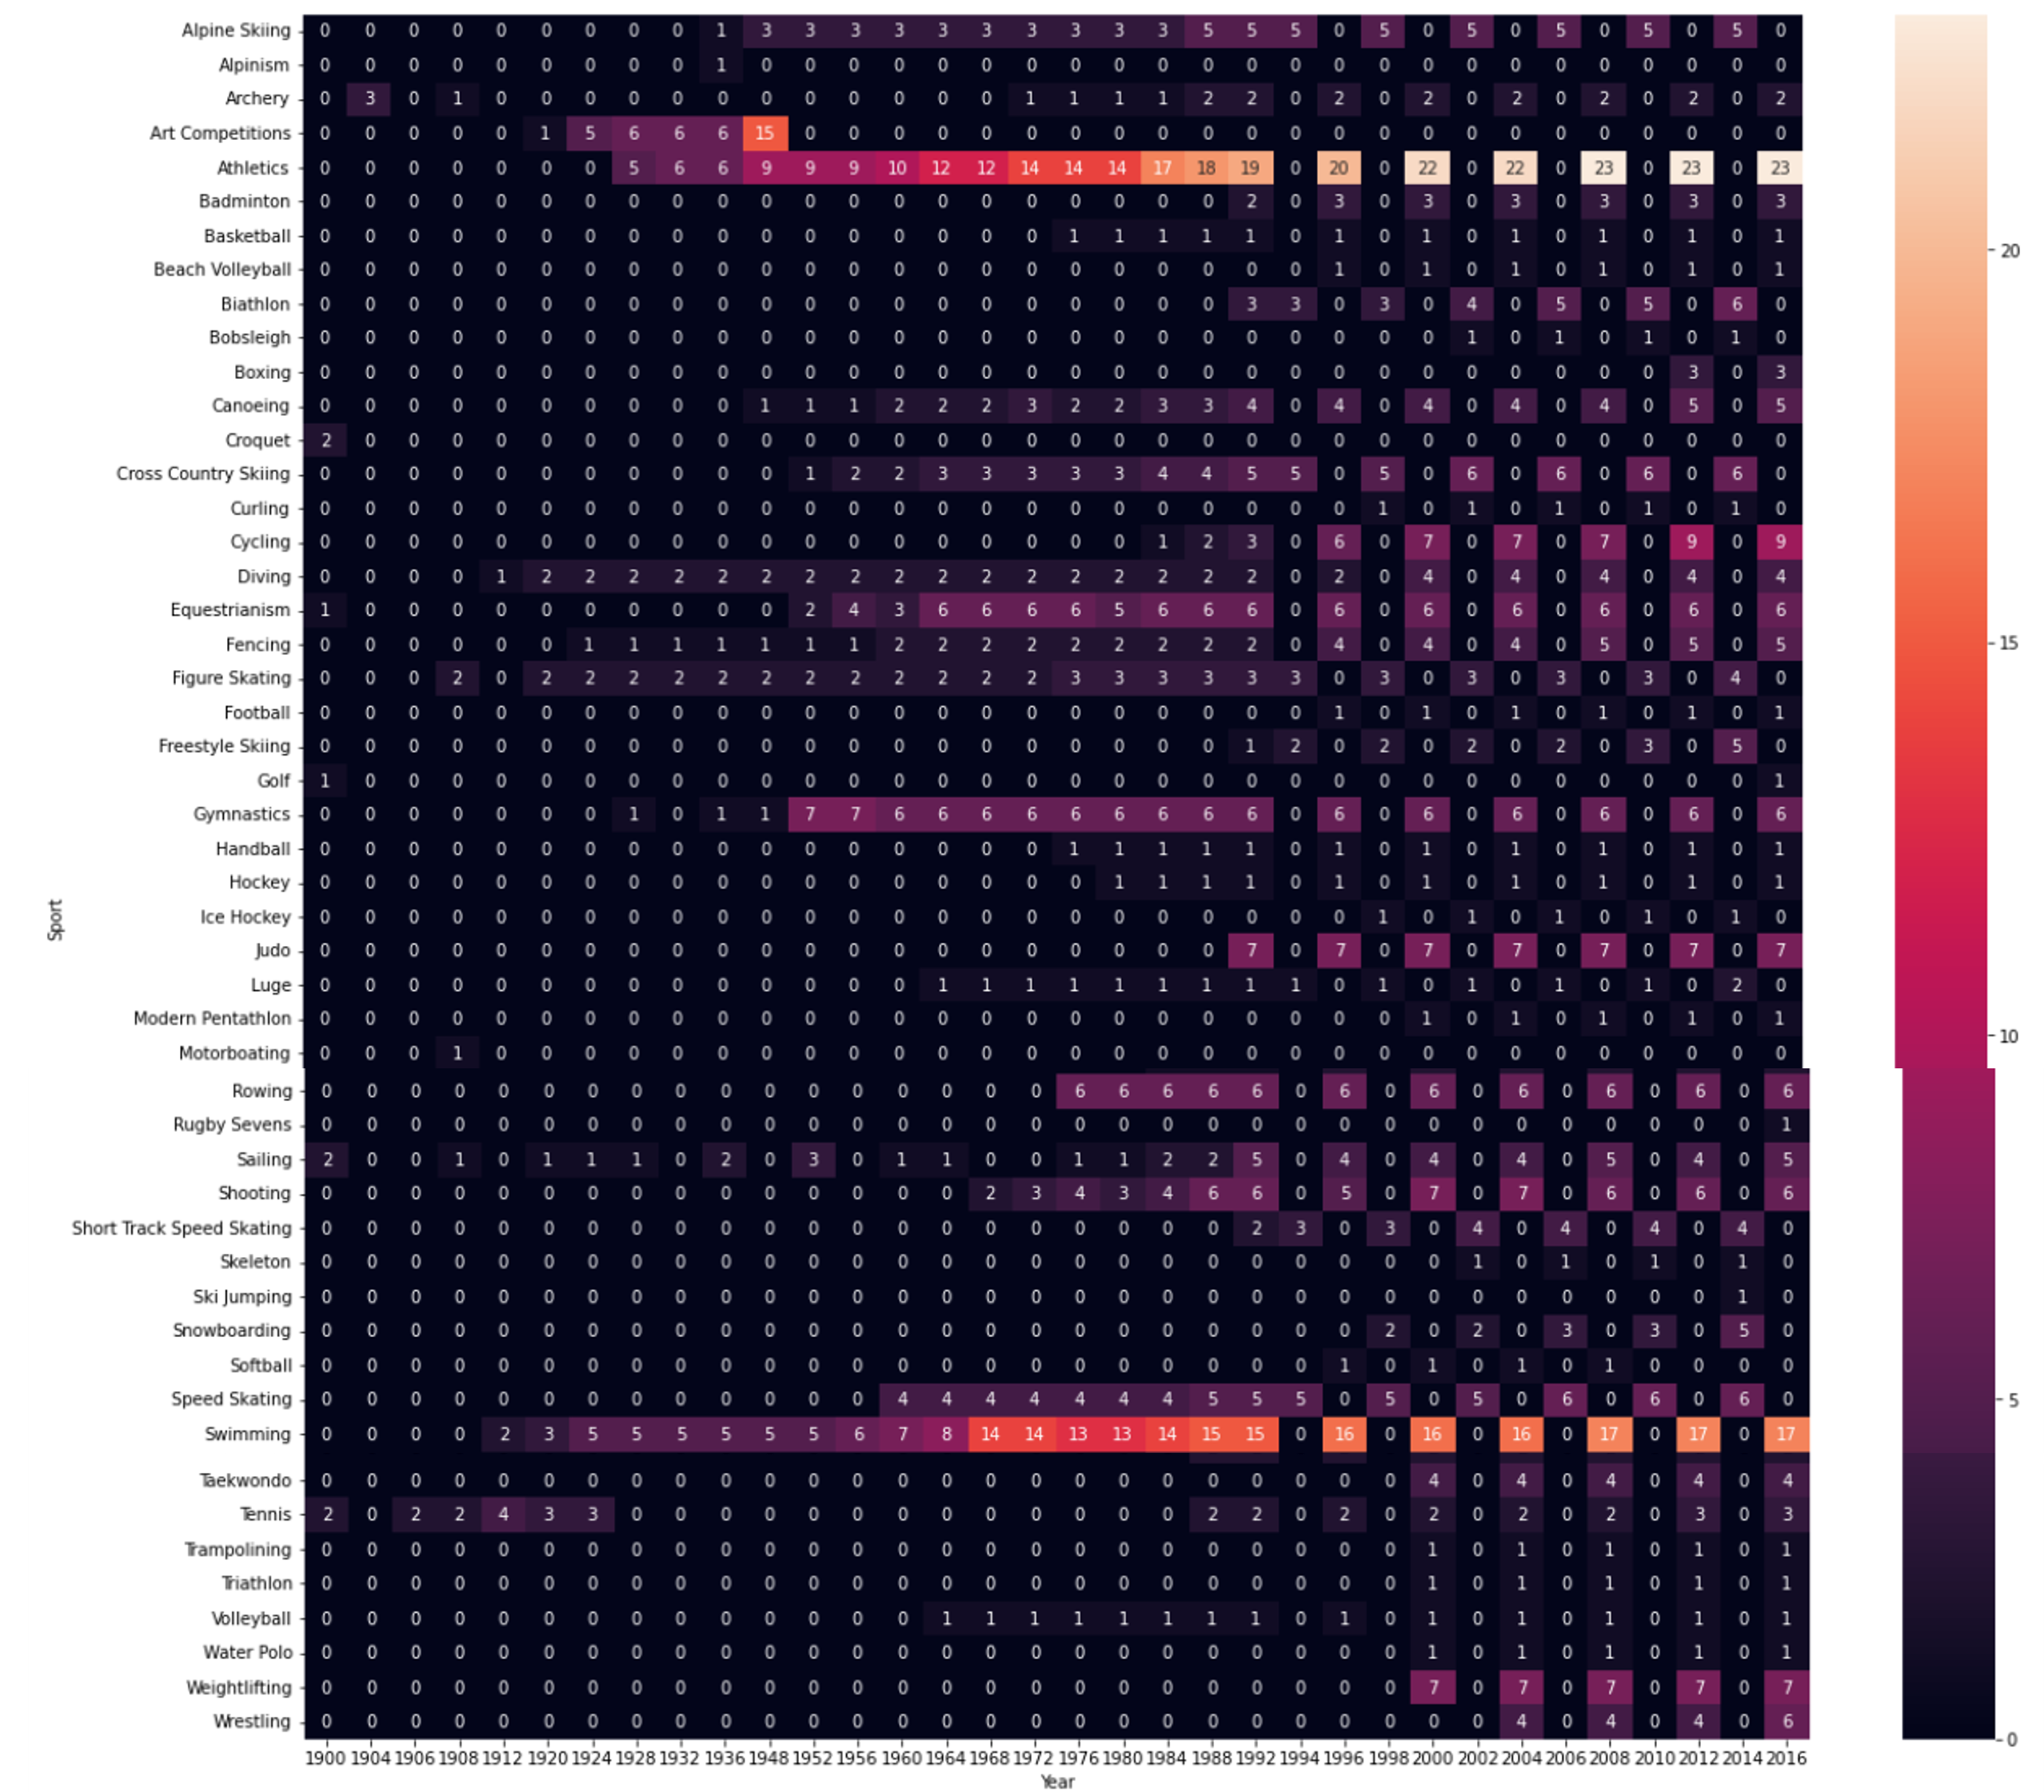 Alpine Skiing 0 0 0 0 0 0 0 0 0 1 3 3 3 3 3 3 3 3 3 3 5 5 5 0 5 0 5 0 5 0 5 0 5 0
Alpinism 0 0 0 0 0 0 0 0 0 1 0 0 0 0 0 0 0 0 0 0 0 0 0 0 0 0 0 0 0 0 0 0 0 0
Archery 0 3 0 1 0 0 0 0 0 0 0 0 0 0 0 0 1 1 1 1 2 2 0 2 0 2 0 2 0 2 0 2 0 2
Art Competitions 0 0 0 0 0 1 5 6 6 6 15 0 0 0 0 0 0 0 0 0 0 0 0 0 0 0 0 0 0 0 0 0 0 0
Athletics 0 0 0 0 0 0 0 5 6 6 9 9 9 10 12 12 14 14 14 17 18 19 0 20 0 22 0 22 0 23 0 23 0 23
Badminton 0 0 0 0 0 0 0 0 0 0 0 0 0 0 0 0 0 0 0 0 0 2 0 3 0 3 0 3 0 3 0 3 0 3
Basketball 0 0 0 0 0 0 0 0 0 0 0 0 0 0 0 0 0 1 1 1 1 1 0 1 0 1 0 1 0 1 0 1 0 1
Beach Volleyball 0 0 0 0 0 0 0 0 0 0 0 0 0 0 0 0 0 0 0 0 0 0 0 1 0 1 0 1 0 1 0 1 0 1
Biathlon 0 0 0 0 0 0 0 0 0 0 0 0 0 0 0 0 0 0 0 0 0 3 3 0 3 0 4 0 5 0 5 0 6 0
Bobsleigh 0 0 0 0 0 0 0 0 0 0 0 0 0 0 0 0 0 0 0 0 0 0 0 0 0 0 1 0 1 0 1 0 1 0
Boxing 0 0 0 0 0 0 0 0 0 0 0 0 0 0 0 0 0 0 0 0 0 0 0 0 0 0 0 0 0 0 0 3 0 3
Canoeing 0 0 0 0 0 0 0 0 0 0 1 1 1 2 2 2 3 2 2 3 3 4 0 4 0 4 0 4 0 4 0 5 0 5
Croquet 2 0 0 0 0 0 0 0 0 0 0 0 0 0 0 0 0 0 0 0 0 0 0 0 0 0 0 0 0 0 0 0 0 0
Cross Country Skiing 0 0 0 0 0 0 0 0 0 0 0 1 2 2 3 3 3 3 3 4 4 5 5 0 5 0 6 0 6 0 6 0 6 0
Curling 0 0 0 0 0 0 0 0 0 0 0 0 0 0 0 0 0 0 0 0 0 0 0 0 1 0 1 0 1 0 1 0 1 0
Cycling 0 0 0 0 0 0 0 0 0 0 0 0 0 0 0 0 0 0 0 1 2 3 0 6 0 7 0 7 0 7 0 9 0 9
Diving 0 0 0 0 1 2 2 2 2 2 2 2 2 2 2 2 2 2 2 2 2 2 0 2 0 4 0 4 0 4 0 4 0 4
Equestrianism 1 0 0 0 0 0 0 0 0 0 0 2 4 3 6 6 6 6 5 6 6 6 0 6 0 6 0 6 0 6 0 6 0 6
Fencing 0 0 0 0 0 0 1 1 1 1 1 1 1 2 2 2 2 2 2 2 2 2 0 4 0 4 0 4 0 5 0 5 0 5
Figure Skating 0 0 0 2 0 2 2 2 2 2 2 2 2 2 2 2 2 3 3 3 3 3 3 0 3 0 3 0 3 0 3 0 4 0
Football 0 0 0 0 0 0 0 0 0 0 0 0 0 0 0 0 0 0 0 0 0 0 0 1 0 1 0 1 0 1 0 1 0 1
Freestyle Skiing 0 0 0 0 0 0 0 0 0 0 0 0 0 0 0 0 0 0 0 0 0 1 2 0 2 0 2 0 2 0 3 0 5 0
Golf 1 0 0 0 0 0 0 0 0 0 0 0 0 0 0 0 0 0 0 0 0 0 0 0 0 0 0 0 0 0 0 0 0 1
Gymnastics 0 0 0 0 0 0 0 1 0 1 1 7 7 6 6 6 6 6 6 6 6 6 0 6 0 6 0 6 0 6 0 6 0 6
Handball 0 0 0 0 0 0 0 0 0 0 0 0 0 0 0 0 0 1 1 1 1 1 0 1 0 1 0 1 0 1 0 1 0 1
Hockey 0 0 0 0 0 0 0 0 0 0 0 0 0 0 0 0 0 0 1 1 1 1 0 1 0 1 0 1 0 1 0 1 0 1
Ice Hockey 0 0 0 0 0 0 0 0 0 0 0 0 0 0 0 0 0 0 0 0 0 0 0 0 1 0 1 0 1 0 1 0 1 0
Judo 0 0 0 0 0 0 0 0 0 0 0 0 0 0 0 0 0 0 0 0 0 7 0 7 0 7 0 7 0 7 0 7 0 7
Luge 0 0 0 0 0 0 0 0 0 0 0 0 0 0 1 1 1 1 1 1 1 1 1 0 1 0 1 0 1 0 1 0 2 0
Modern Pentathlon 0 0 0 0 0 0 0 0 0 0 0 0 0 0 0 0 0 0 0 0 0 0 0 0 0 1 0 1 0 1 0 1 0 1
Motorboating 0 0 0 1 0 0 0 0 0 0 0 0 0 0 0 0 0 0 0 0 0 0 0 0 0 0 0 0 0 0 0 0 0 0
Rowing 0 0 0 0 0 0 0 0 0 0 0 0 0 0 0 0 0 6 6 6 6 6 0 6 0 6 0 6 0 6 0 6 0 6
Rugby Sevens 0 0 0 0 0 0 0 0 0 0 0 0 0 0 0 0 0 0 0 0 0 0 0 0 0 0 0 0 0 0 0 0 0 1
Sailing 2 0 0 1 0 1 1 1 0 2 0 3 0 1 1 0 0 1 1 2 2 5 0 4 0 4 0 4 0 5 0 4 0 5
Shooting 0 0 0 0 0 0 0 0 0 0 0 0 0 0 0 2 3 4 3 4 6 6 0 5 0 7 0 7 0 6 0 6 0 6
Short Track Speed Skating 0 0 0 0 0 0 0 0 0 0 0 0 0 0 0 0 0 0 0 0 0 2 3 0 3 0 4 0 4 0 4 0 4 0
Skeleton 0 0 0 0 0 0 0 0 0 0 0 0 0 0 0 0 0 0 0 0 0 0 0 0 0 0 1 0 1 0 1 0 1 0
Ski Jumping 0 0 0 0 0 0 0 0 0 0 0 0 0 0 0 0 0 0 0 0 0 0 0 0 0 0 0 0 0 0 0 0 1 0
Snowboarding 0 0 0 0 0 0 0 0 0 0 0 0 0 0 0 0 0 0 0 0 0 0 0 0 2 0 2 0 3 0 3 0 5 0
Softball 0 0 0 0 0 0 0 0 0 0 0 0 0 0 0 0 0 0 0 0 0 0 0 1 0 1 0 1 0 1 0 0 0 0
Speed Skating 0 0 0 0 0 0 0 0 0 0 0 0 0 4 4 4 4 4 4 4 5 5 5 0 5 0 5 0 6 0 6 0 6 0
Swimming 0 0 0 0 2 3 5 5 5 5 5 5 6 7 8 14 14 13 13 14 15 15 0 16 0 16 0 16 0 17 0 17 0 17
Taekwondo 0 0 0 0 0 0 0 0 0 0 0 0 0 0 0 0 0 0 0 0 0 0 0 0 0 4 0 4 0 4 0 4 0 4
Tennis 2 0 2 2 4 3 3 0 0 0 0 0 0 0 0 0 0 0 0 0 2 2 0 2 0 2 0 2 0 2 0 3 0 3
Trampolining 0 0 0 0 0 0 0 0 0 0 0 0 0 0 0 0 0 0 0 0 0 0 0 0 0 1 0 1 0 1 0 1 0 1
Triathlon 0 0 0 0 0 0 0 0 0 0 0 0 0 0 0 0 0 0 0 0 0 0 0 0 0 1 0 1 0 1 0 1 0 1
Volleyball 0 0 0 0 0 0 0 0 0 0 0 0 0 0 1 1 1 1 1 1 1 1 0 1 0 1 0 1 0 1 0 1 0 1
Water Polo 0 0 0 0 0 0 0 0 0 0 0 0 0 0 0 0 0 0 0 0 0 0 0 0 0 1 0 1 0 1 0 1 0 1
Weightlifting 0 0 0 0 0 0 0 0 0 0 0 0 0 0 0 0 0 0 0 0 0 0 0 0 0 7 0 7 0 7 0 7 0 7
Wrestling 0 0 0 0 0 0 0 0 0 0 0 0 0 0 0 0 0 0 0 0 0 0 0 0 0 0 0 4 0 4 0 4 0 6
1900 1904 1906 1908 1912 1920 1924 1928 1932 1936 1948 1952 1956 1960 1964 1968 1972 1976 1980 1984 1988 1992 1994 1996 1998 2000 2002 2004 2006 2008 2010 2012 2014 2016
Year
Sport
20
15
10
5
0